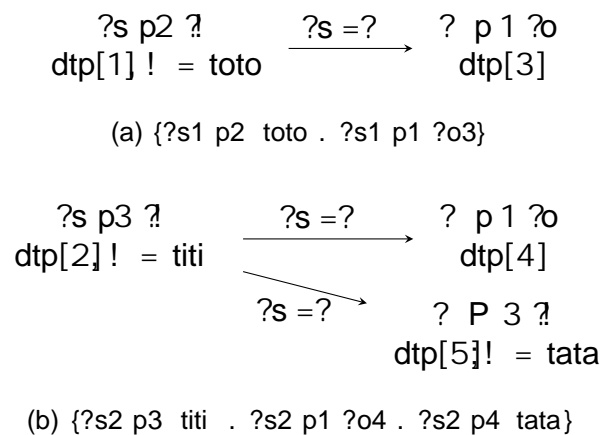 ?s p2 ?! ?s =? ? p 1 ?o
dtp[1], ! = toto dtp[3]
(a) {?s1 p2 toto . ?s1 p1 ?o3}
?s p3 ?! ?s =? ? p 1 ?o
dtp[2], ! = titi dtp[4]
?s =? ? P 3 ?!
dtp[5], ! = tata
(b) {?s2 p3 titi . ?s2 p1 ?o4 . ?s2 p4 tata}